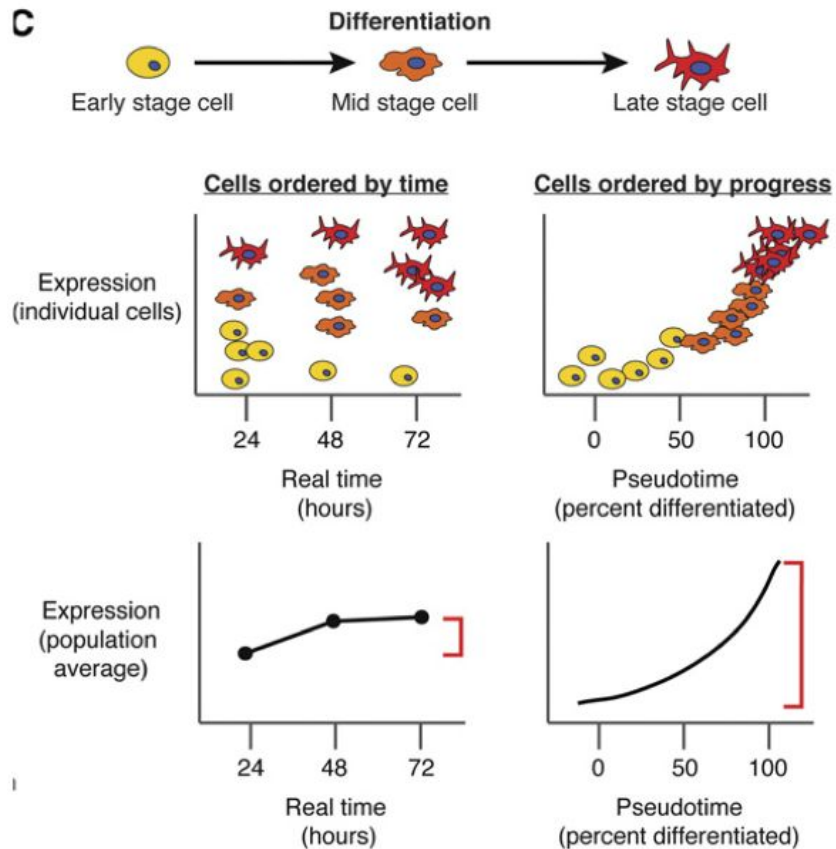 C
Differentiation
Early stage cell
Mid stage cell
Late stage cell
Cells ordered by time
Cells ordered by progress
Expression
(individual cells)
24
48
72
0
50
100
Real time
(hours)
Pseudotime
(percent differentiated)
Expression
(population
average)
24
48
72
0
50
100
Real time
(hours)
Pseudotime
(percent differentiated)